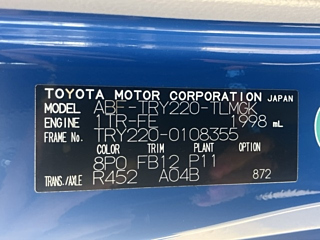 TOYOTA MOTOR CORPORATION JAPAN
MODEL ABF-TRY220-TLMGK
ENGINE 1TR-FE 1998 mL
FRAME No. TRY220-0108355
COLOR TRIM PLANT OPTION
8P0 FB12 P11
TRANS./AXLE R452 A04B 872